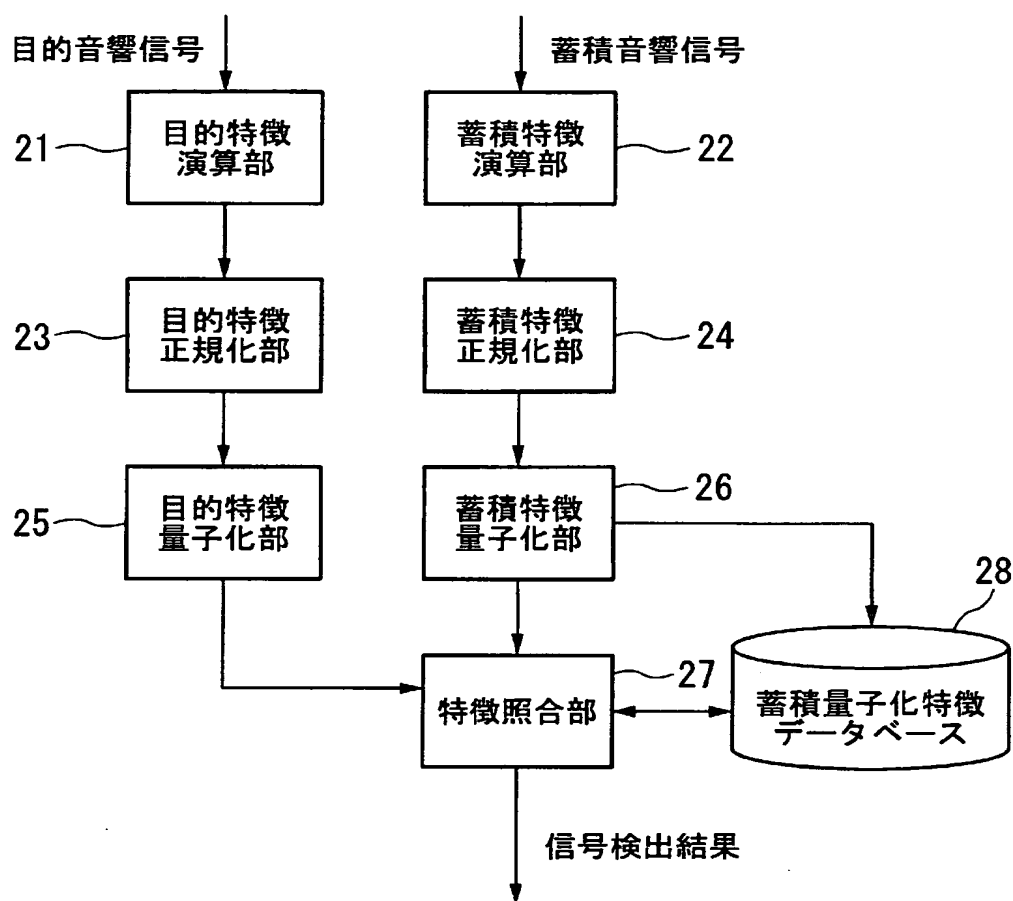 目的音響信号
蓄積音響信号
21
目的特徴
演算部
蓄積特徴
演算部
22
23
目的特徴
正規化部
蓄積特徴
正規化部
24
25
目的特徴
量子化部
蓄積特徴
量子化部
26
28
特徴照合部
27
蓄積量子化特徴
データベース
信号検出結果